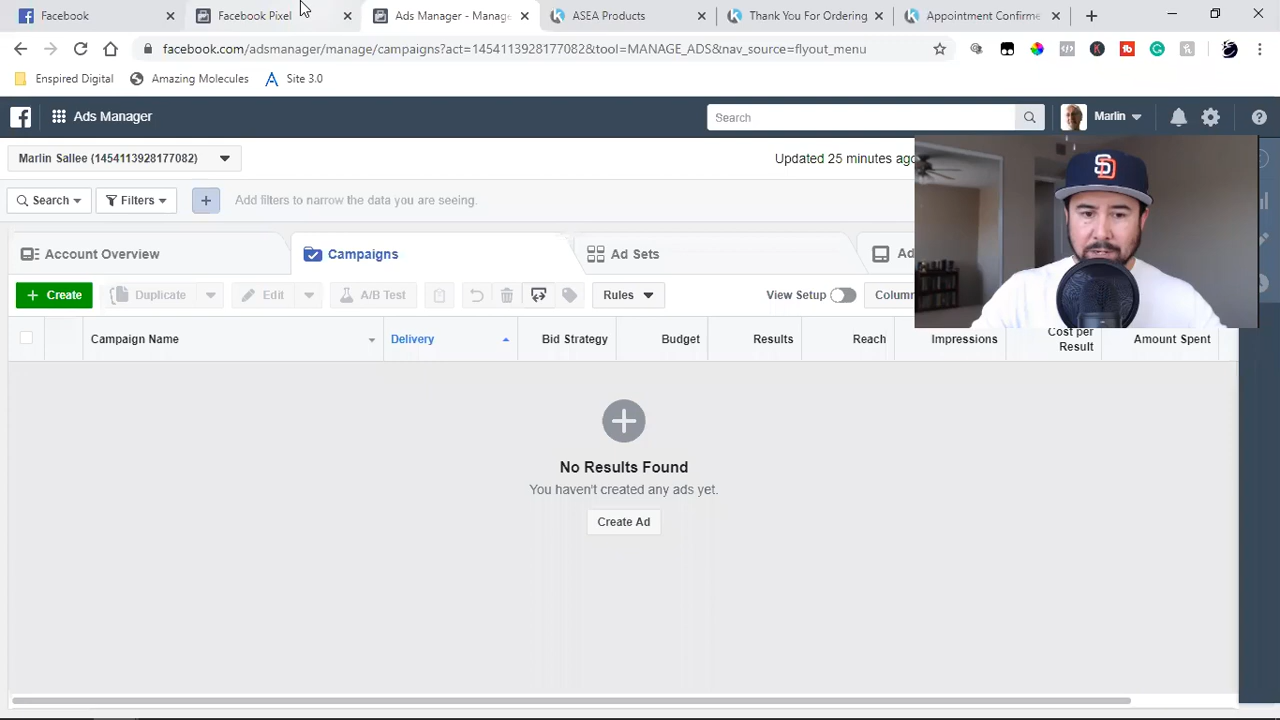 Facebook
Facebook Pixel
Ads Manager - Manage
ASEA Products
Thank You For Ordering
Appointment Confirme
facebook.com/adsmanager/manage/campaigns?act=1454113928177082&tool=MANAGE_ADS&nav_source=flyout_menu
Enspired Digital
Amazing Molecules
Site 3.0
Ads Manager
Search
Marlin
Marlin Sallee (1454113928177082)
Updated 25 minutes ago
Search
Filters
Add filters to narrow the data you are seeing.
Account Overview
Campaigns
Ad Sets
Ad
Create
Duplicate
Edit
A/B Test
Rules
View Setup
Column
Campaign Name
Delivery
Bid Strategy
Budget
Results
Reach
Impressions
Cost per
Result
Amount Spent
No Results Found
You haven't created any ads yet.
Create Ad
SD